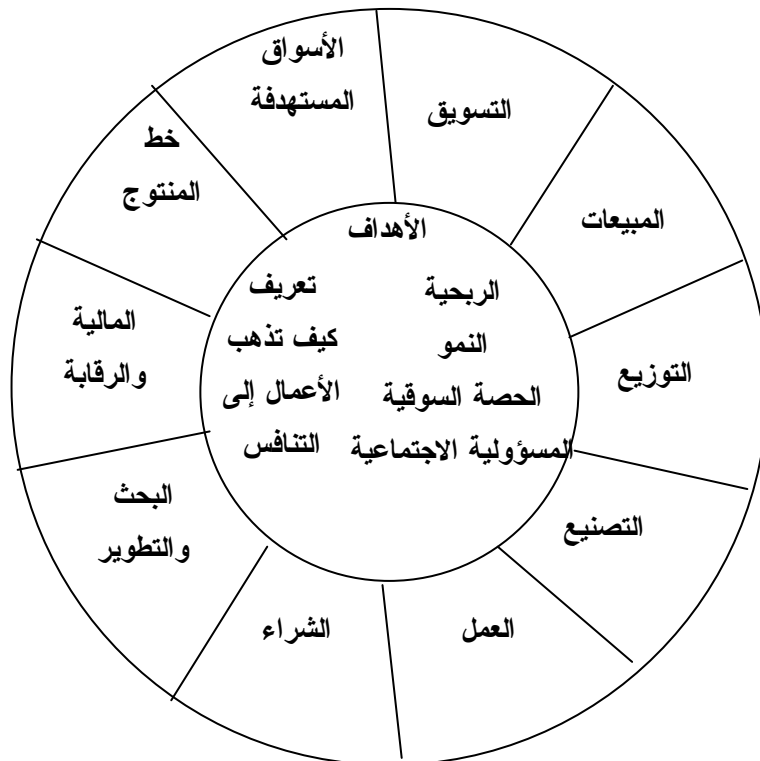 الأسواق
المستهدفة
التسويق
المبيعات
التوزيع
التصنيع
العمل
الشراء
البحث
والتطوير
المالية
والرقابة
خط
المنتوج
الأهداف
الربحية
النمو
الحصة السوقية
المسؤولية الاجتماعية
تعريف
كيف تذهب
الأعمال إلى
التنافس